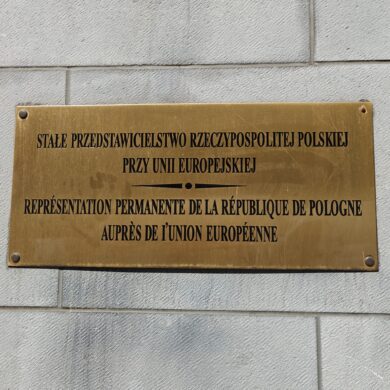 STAŁE PRZEDSTAWICIELSTWO RZECZYPOSPOLITEJ POLSKIEJ
PRZY UNII EUROPEJSKIEJ
REPRÉSENTATION PERMANENTE DE LA RÉPUBLIQUE DE POLOGNE
AUPRÈS DE l'UNION EUROPÉENNE